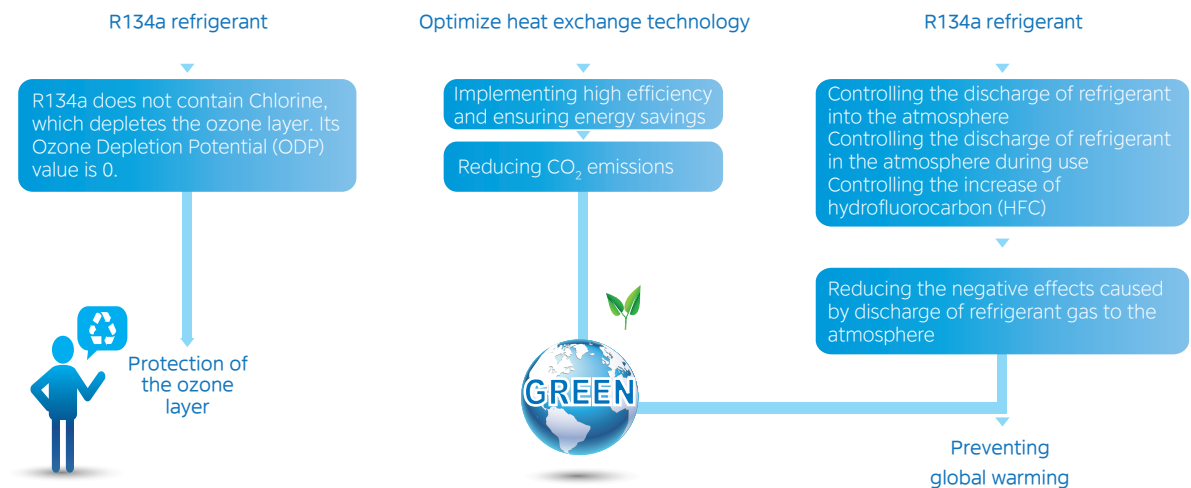 R134a refrigerant
R134a does not contain Chlorine,
which depletes the ozone layer. Its
Ozone Depletion Potential (ODP)
value is 0.
Protection of
the ozone
layer
Optimize heat exchange technology
Implementing high efficiency
and ensuring energy savings
Reducing CO₂ emissions
GREEN
R134a refrigerant
Controlling the discharge of refrigerant
into the atmosphere
Controlling the discharge of refrigerant
in the atmosphere during use
Controlling the increase of
hydrofluorocarbon (HFC)
Reducing the negative effects caused
by discharge of refrigerant gas to the
atmosphere
Preventing
global warming